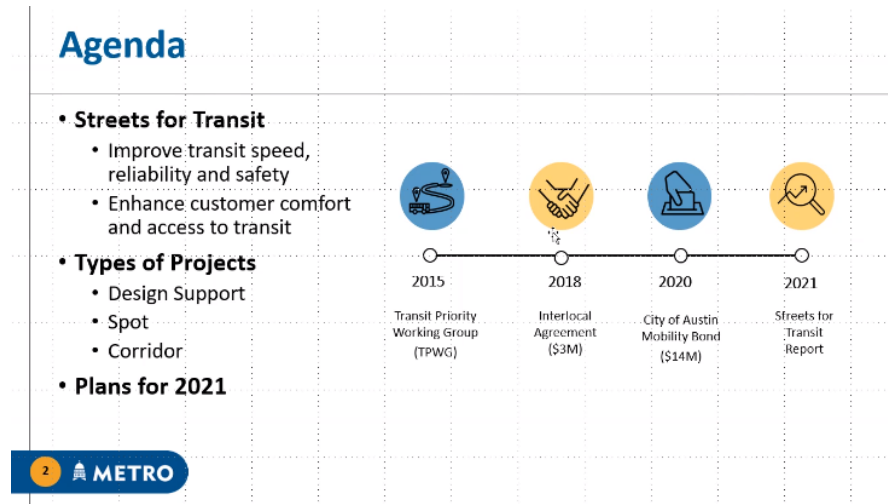 Agenda
• Streets for Transit
• Improve transit speed,
reliability and safety
• Enhance customer comfort
and access to transit
• Types of Projects
• Design Support
• Spot
• Corridor
• Plans for 2021
2015
Transit Priority
Working Group
(TPWG)
2018
Interlocal
Agreement
($3M)
2020
City of Austin
Mobility Bond
($14M)
2021
Streets for
Transit
Report
2
METRO